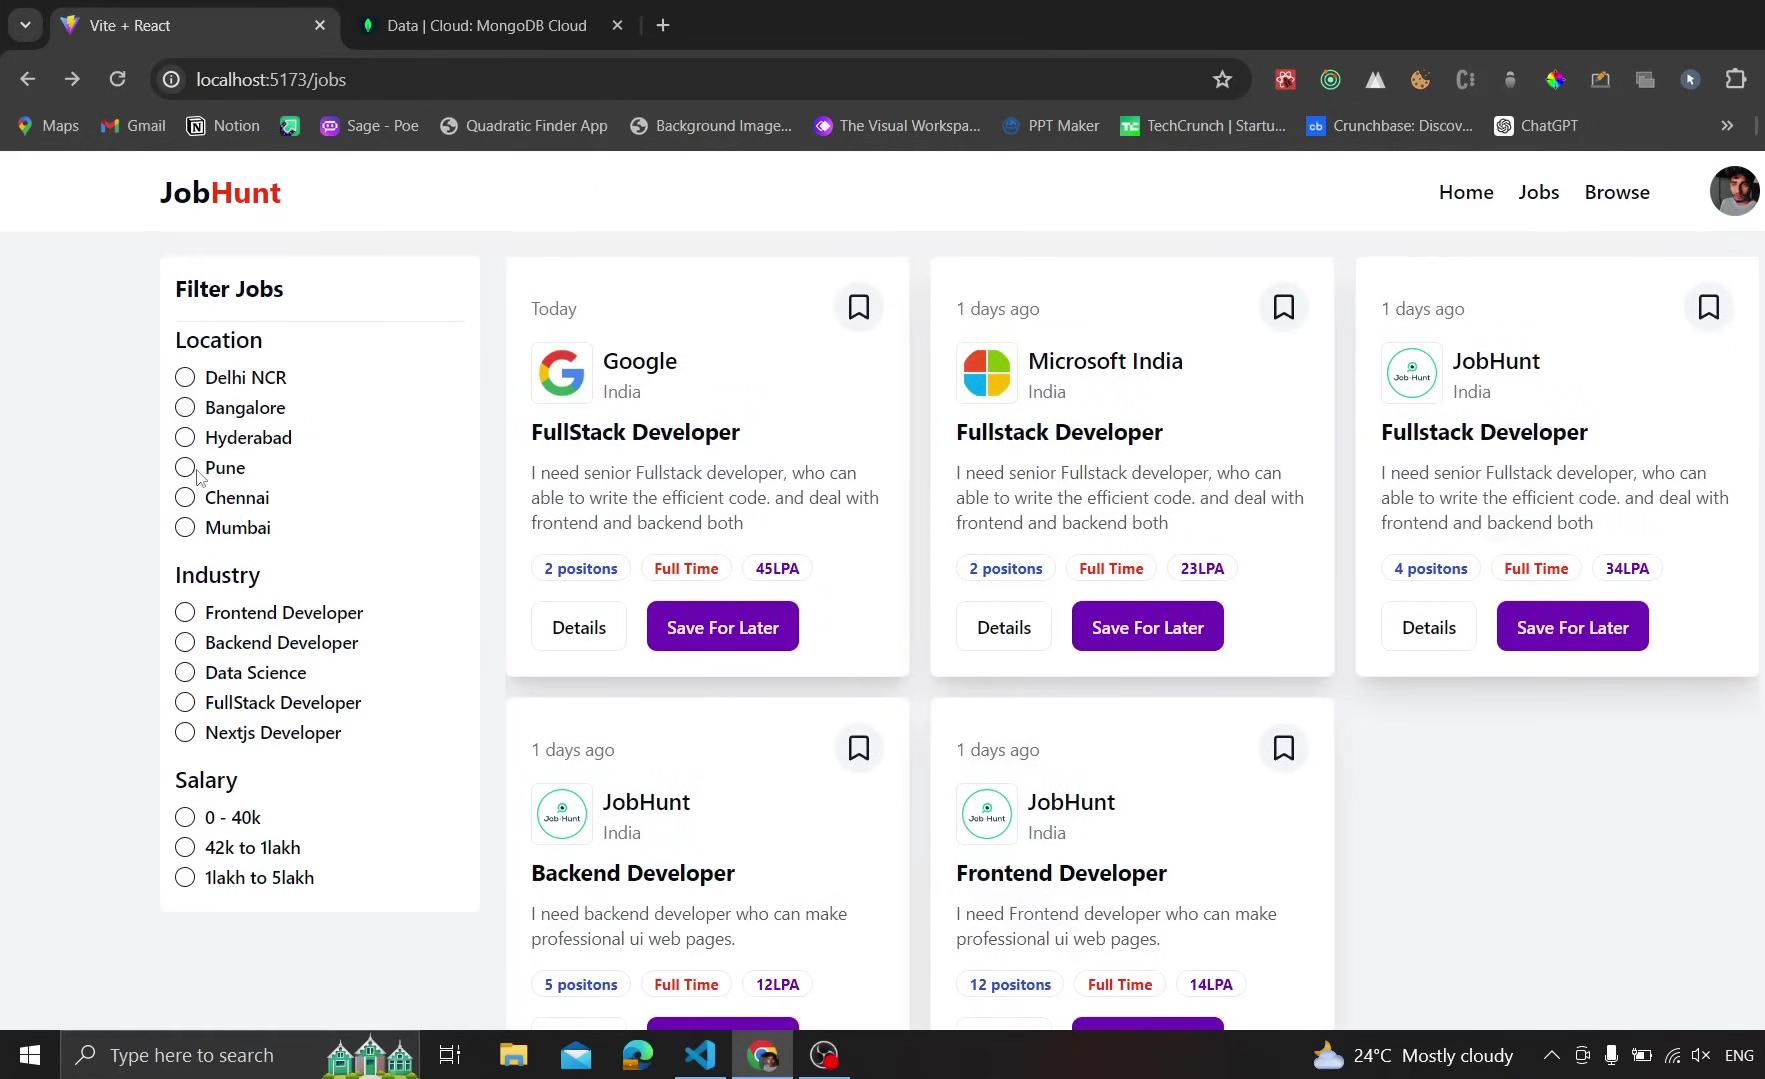 Vite + React
Data | Cloud: MongoDB Cloud
localhost:5173/jobs
Maps
Gmail
Notion
Sage - Poe
Quadratic Finder App
Background Image...
The Visual Workspa...
PPT Maker
TechCrunch | Startu...
Crunchbase: Discov...
ChatGPT
JobHunt
Home
Jobs
Browse
Filter Jobs
Location
Delhi NCR
Bangalore
Hyderabad
Pune
Chennai
Mumbai
Industry
Frontend Developer
Backend Developer
Data Science
FullStack Developer
Nextjs Developer
Salary
0 - 40k
42k to 1lakh
1lakh to 5lakh
Today
Google
India
FullStack Developer
I need senior Fullstack developer, who can
able to write the efficient code. and deal with
frontend and backend both
2 positons
Full Time
45LPA
Details
Save For Later
1 days ago
Microsoft India
India
Fullstack Developer
I need senior Fullstack developer, who can
able to write the efficient code. and deal with
frontend and backend both
2 positons
Full Time
23LPA
Details
Save For Later
1 days ago
Job Hunt
JobHunt
India
Fullstack Developer
I need senior Fullstack developer, who can
able to write the efficient code. and deal with
frontend and backend both
4 positons
Full Time
34LPA
Details
Save For Later
1 days ago
Job Hunt
JobHunt
India
Backend Developer
I need backend developer who can make
professional ui web pages.
5 positons
Full Time
12LPA
1 days ago
Job Hunt
JobHunt
India
Frontend Developer
I need Frontend developer who can make
professional ui web pages.
12 positons
Full Time
14LPA
Type here to search
24°C Mostly cloudy
ENG